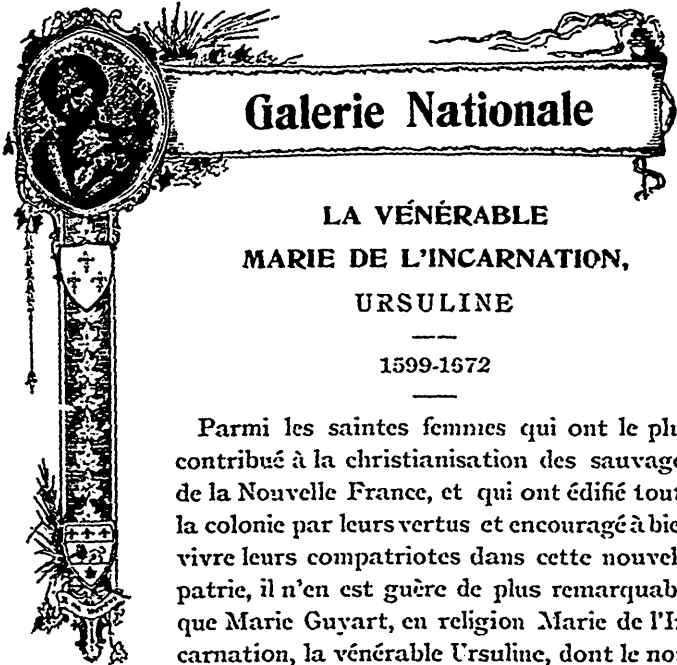 Galerie Nationale
LA VÉNÉRABLE
MARIE DE L'INCARNATION,
URSULINE
1599-1672
Parmi les saintes femmes qui ont le plu
contribué à la christianisation des sauvage
de la Nouvelle France, et qui ont édifié tout
la colonie par leurs vertus et encouragé à bie
vivre leurs compatriotes dans cette nouvel
patrie, il n'en est guère de plus remarquab
que Marie Guyart, en religion Marie de l'I
carnation, la vénérable Ursuline, dont le no